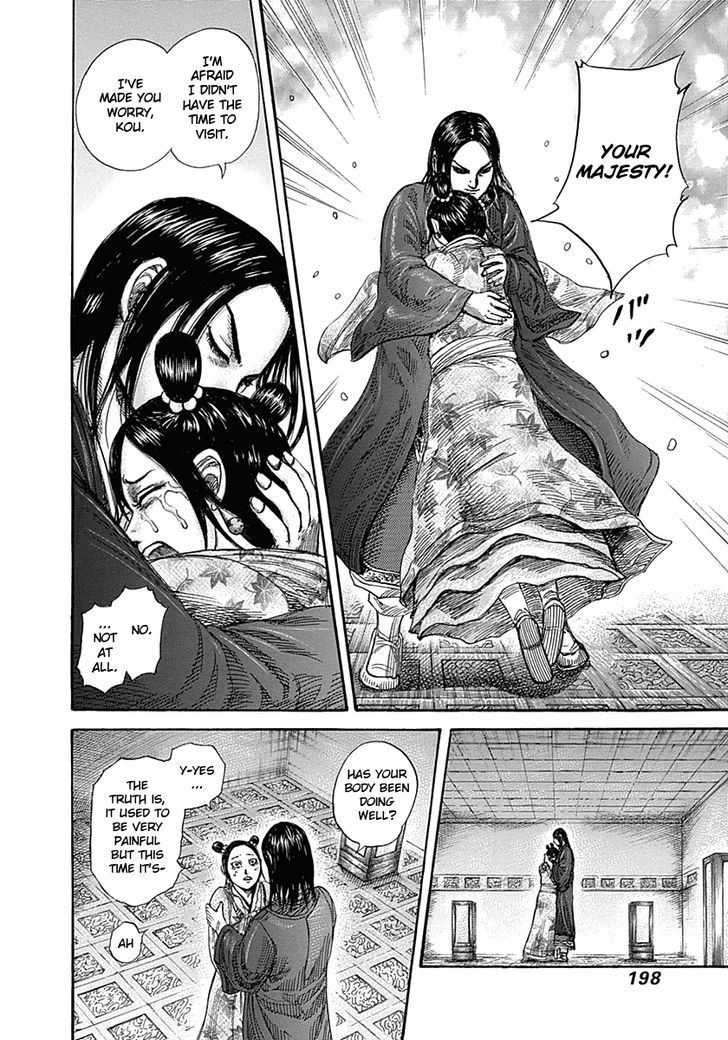 YOUR
MAJESTY!
バッ
I'M
AFRAID
I DIDN'T
HAVE THE
TIME TO
VISIT.
I'VE
MADE YOU
WORRY,
KOU.
NO.
...
NOT
AT
ALL.
HAS YOUR
BODY BEEN
DOING
WELL?
Y-YES
...
THE
TRUTH IS,
IT USED TO
BE VERY
PAINFUL
BUT THIS
TIME IT'S-
AH
198